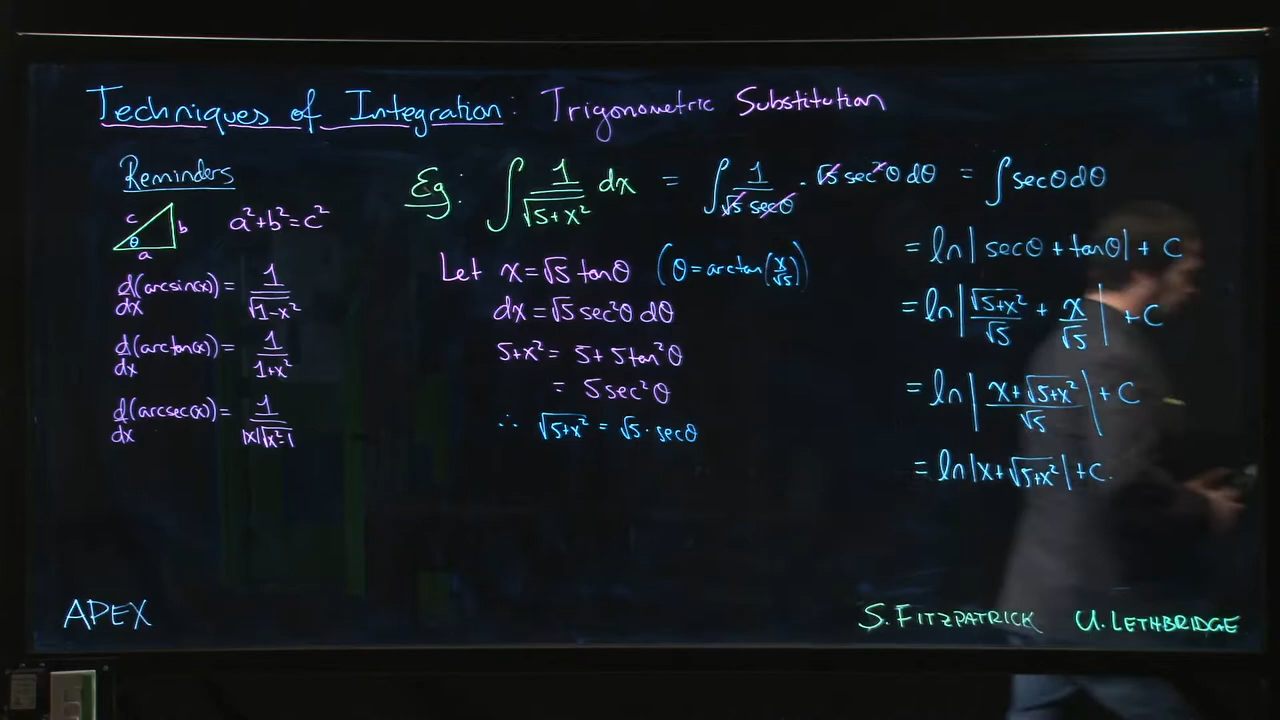 Techniques of Integration: Trigonometric Substitution
Reminders
c b θ a a²+b²=c²
d/dx (arcsin(x)) = 1/√(1-x²)
d/dx (arctan(x)) = 1/(1+x²)
d/dx (arcsec(x)) = 1/(|x|√(x²-1))
Eg: ∫ 1/√(5+x²) dx = ∫ 1/(√5 secθ) · √5 sec²θ dθ = ∫ secθ dθ
Let x = √5 tanθ (θ = arctan(x/√5))
dx = √5 sec²θ dθ
5+x² = 5+5tan²θ
= 5sec²θ
∴ √(5+x²) = √5 · secθ
= ln| secθ + tanθ| + C
= ln| √(5+x²)/√5 + x/√5 | + C
= ln| (x+√(5+x²))/√5 | + C
= ln|x+√(5+x²)| + C.
APEX
S. FITZPATRICK U. LETHBRIDGE